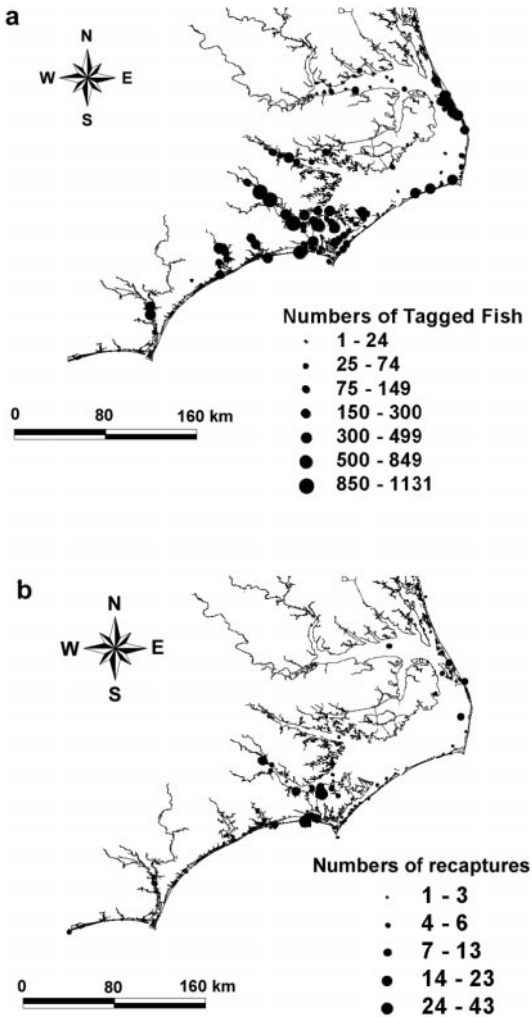 a
N
W E
S
Numbers of Tagged Fish
1 - 24
25 - 74
75 - 149
150 - 300
300 - 499
500 - 849
850 - 1131
0 80 160 km
b
N
W E
S
Numbers of recaptures
1 - 3
4 - 6
7 - 13
14 - 23
24 - 43
0 80 160 km